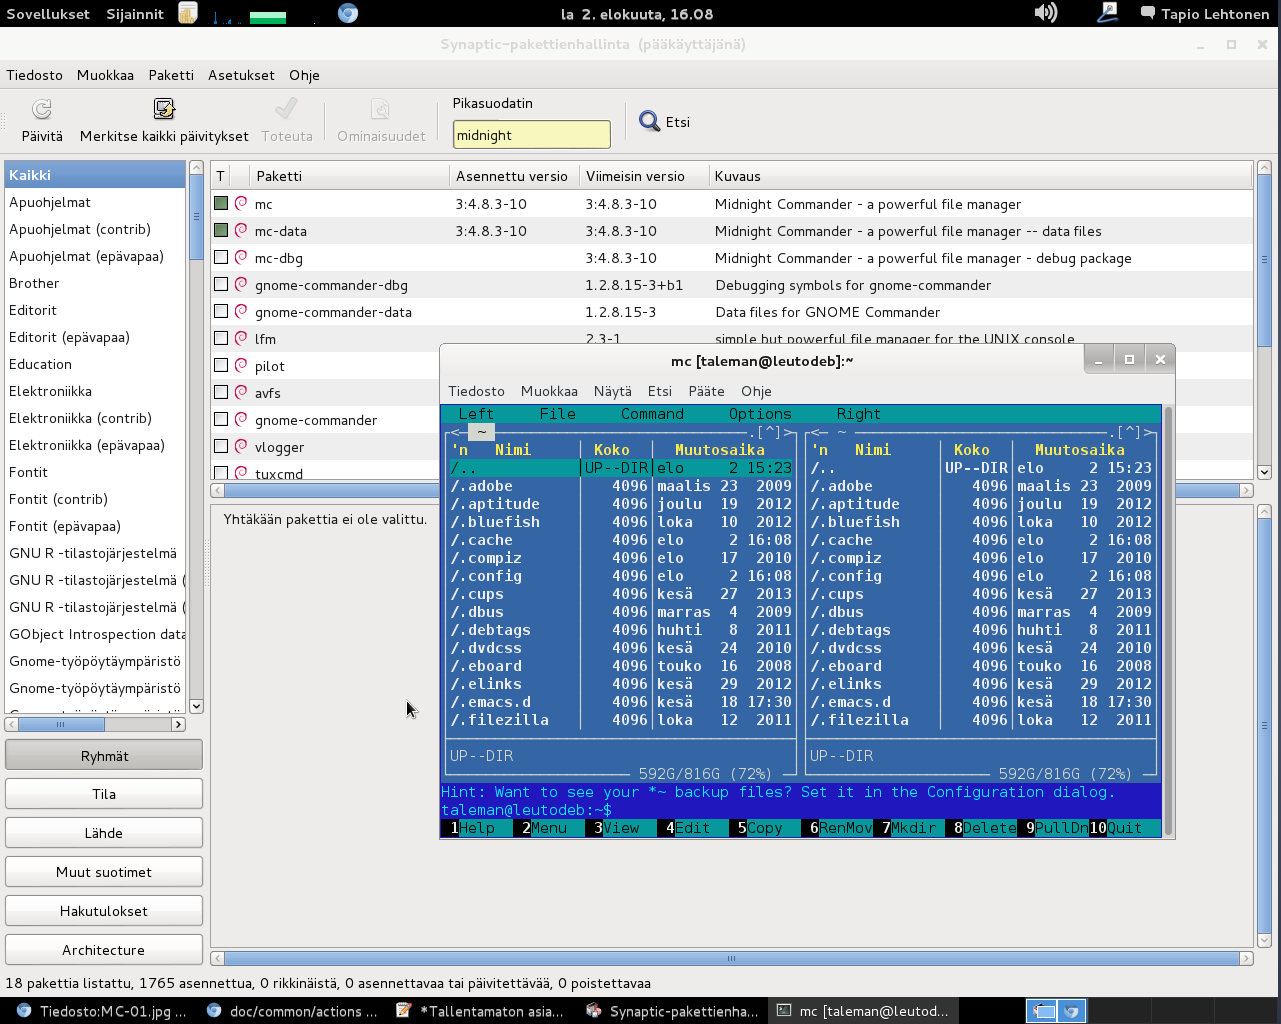 Sovellukset Sijainnit la 2. elokuuta, 16.08 Tapio Lehtonen
Synaptic-pakettienhallinta (pääkäyttäjänä)
Tiedosto Muokkaa Paketti Asetukset Ohje
Päivitä Merkitse kaikki päivitykset Toteuta Ominaisuudet
Pikasuodatin
midnight
Etsi
Kaikki
Apuohjelmat
Apuohjelmat (contrib)
Apuohjelmat (epävapaa)
Brother
Editorit
Editorit (epävapaa)
Education
Elektroniikka
Elektroniikka (contrib)
Elektroniikka (epävapaa)
Fontit
Fontit (contrib)
Fontit (epävapaa)
GNU R -tilastojärjestelmä
GNU R -tilastojärjestelmä (
GNU R -tilastojärjestelmä (
GObject Introspection data
Gnome-työpöytäympäristö
Gnome-työpöytäympäristö
Ryhmät
Tila
Lähde
Muut suotimet
Hakutulokset
Architecture
T Paketti Asennettu versio Viimeisin versio Kuvaus
mc 3:4.8.3-10 3:4.8.3-10 Midnight Commander - a powerful file manager
mc-data 3:4.8.3-10 3:4.8.3-10 Midnight Commander - a powerful file manager -- data files
mc-dbg 3:4.8.3-10 Midnight Commander - a powerful file manager - debug package
gnome-commander-dbg 1.2.8.15-3+b1 Debugging symbols for gnome-commander
gnome-commander-data 1.2.8.15-3 Data files for GNOME Commander
lfm 2.3-1 simple but powerful file manager for the UNIX console
pilot
avfs
gnome-commander
vlogger
tuxcmd
Yhtäkään pakettia ei ole valittu.
mc [taleman@leutodeb]:~
Tiedosto Muokkaa Näytä Etsi Pääte Ohje
Left File Command Options Right
<─ ~ .[^]> <─ ~ .[^]>
'n Nimi Koko Muutosaika 'n Nimi Koko Muutosaika
/.. UP--DIR elo 2 15:23 /.. UP--DIR elo 2 15:23
/.adobe 4096 maalis 23 2009 /.adobe 4096 maalis 23 2009
/.aptitude 4096 joulu 19 2012 /.aptitude 4096 joulu 19 2012
/.bluefish 4096 loka 10 2012 /.bluefish 4096 loka 10 2012
/.cache 4096 elo 2 16:08 /.cache 4096 elo 2 16:08
/.compiz 4096 elo 17 2010 /.compiz 4096 elo 17 2010
/.config 4096 elo 2 16:08 /.config 4096 elo 2 16:08
/.cups 4096 kesä 27 2013 /.cups 4096 kesä 27 2013
/.dbus 4096 marras 4 2009 /.dbus 4096 marras 4 2009
/.debtags 4096 huhti 8 2011 /.debtags 4096 huhti 8 2011
/.dvdcss 4096 kesä 24 2010 /.dvdcss 4096 kesä 24 2010
/.eboard 4096 touko 16 2008 /.eboard 4096 touko 16 2008
/.elinks 4096 kesä 29 2012 /.elinks 4096 kesä 29 2012
/.emacs.d 4096 kesä 18 17:30 /.emacs.d 4096 kesä 18 17:30
/.filezilla 4096 loka 12 2011 /.filezilla 4096 loka 12 2011
UP--DIR UP--DIR
592G/816G (72%) 592G/816G (72%)
Hint: Want to see your *~ backup files? Set it in the Configuration dialog.
taleman@leutodeb:~$
1Help 2Menu 3View 4Edit 5Copy 6RenMov 7Mkdir 8Delete 9PullDn 10Quit
18 pakettia listattu, 1765 asennettua, 0 rikkinäistä, 0 asennettavaa tai päivitettävää, 0 poistettavaa
Tiedosto:MC-01.jpg ... doc/common/actions ... *Tallentamaton asia... Synaptic-pakettienha... mc [taleman@leutod...